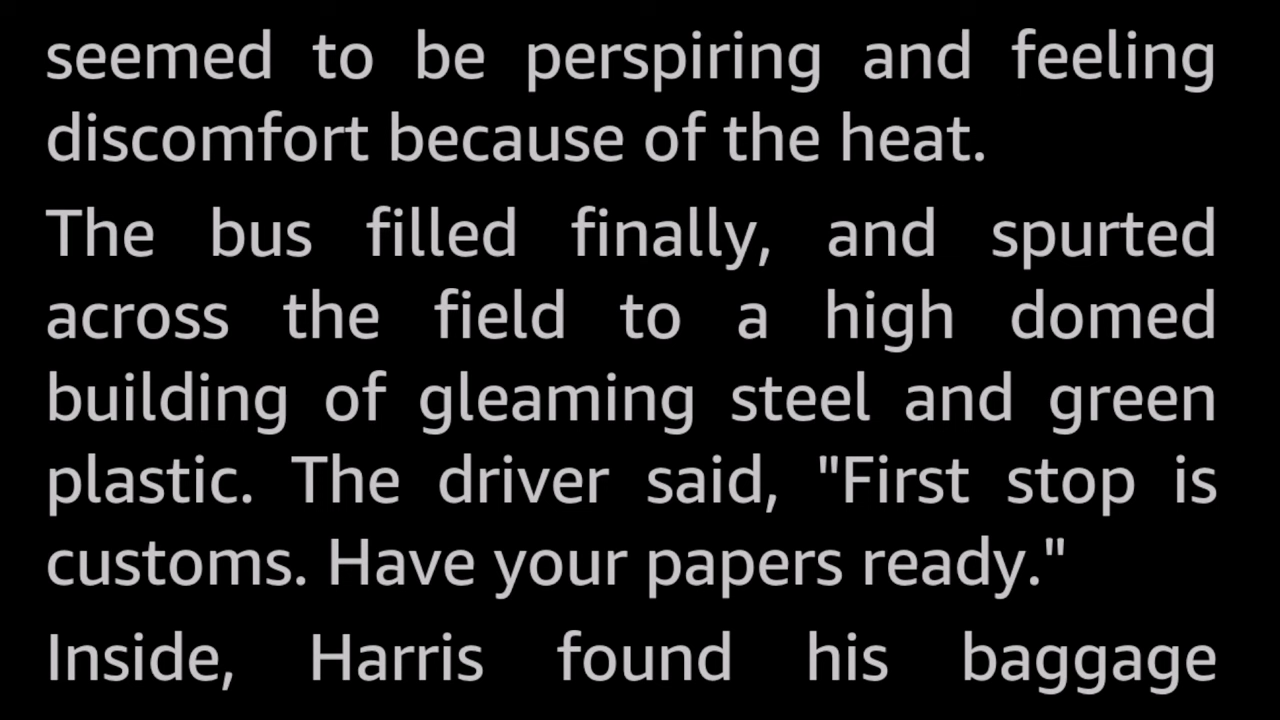 seemed to be perspiring and feeling
discomfort because of the heat.
The bus filled finally, and spurted
across the field to a high domed
building of gleaming steel and green
plastic. The driver said, "First stop is
customs. Have your papers ready."
Inside, Harris found his baggage